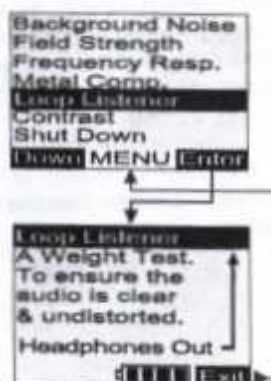 Background Noise
Field Strength
Frequency Resp.
Metal Comp.
Loop Listener
Contrast
Shut Down
Down MENU Enter
Loop Listener
A Weight Test.
To ensure the
audio is clear
& undistorted.
Headphones Out
Exit